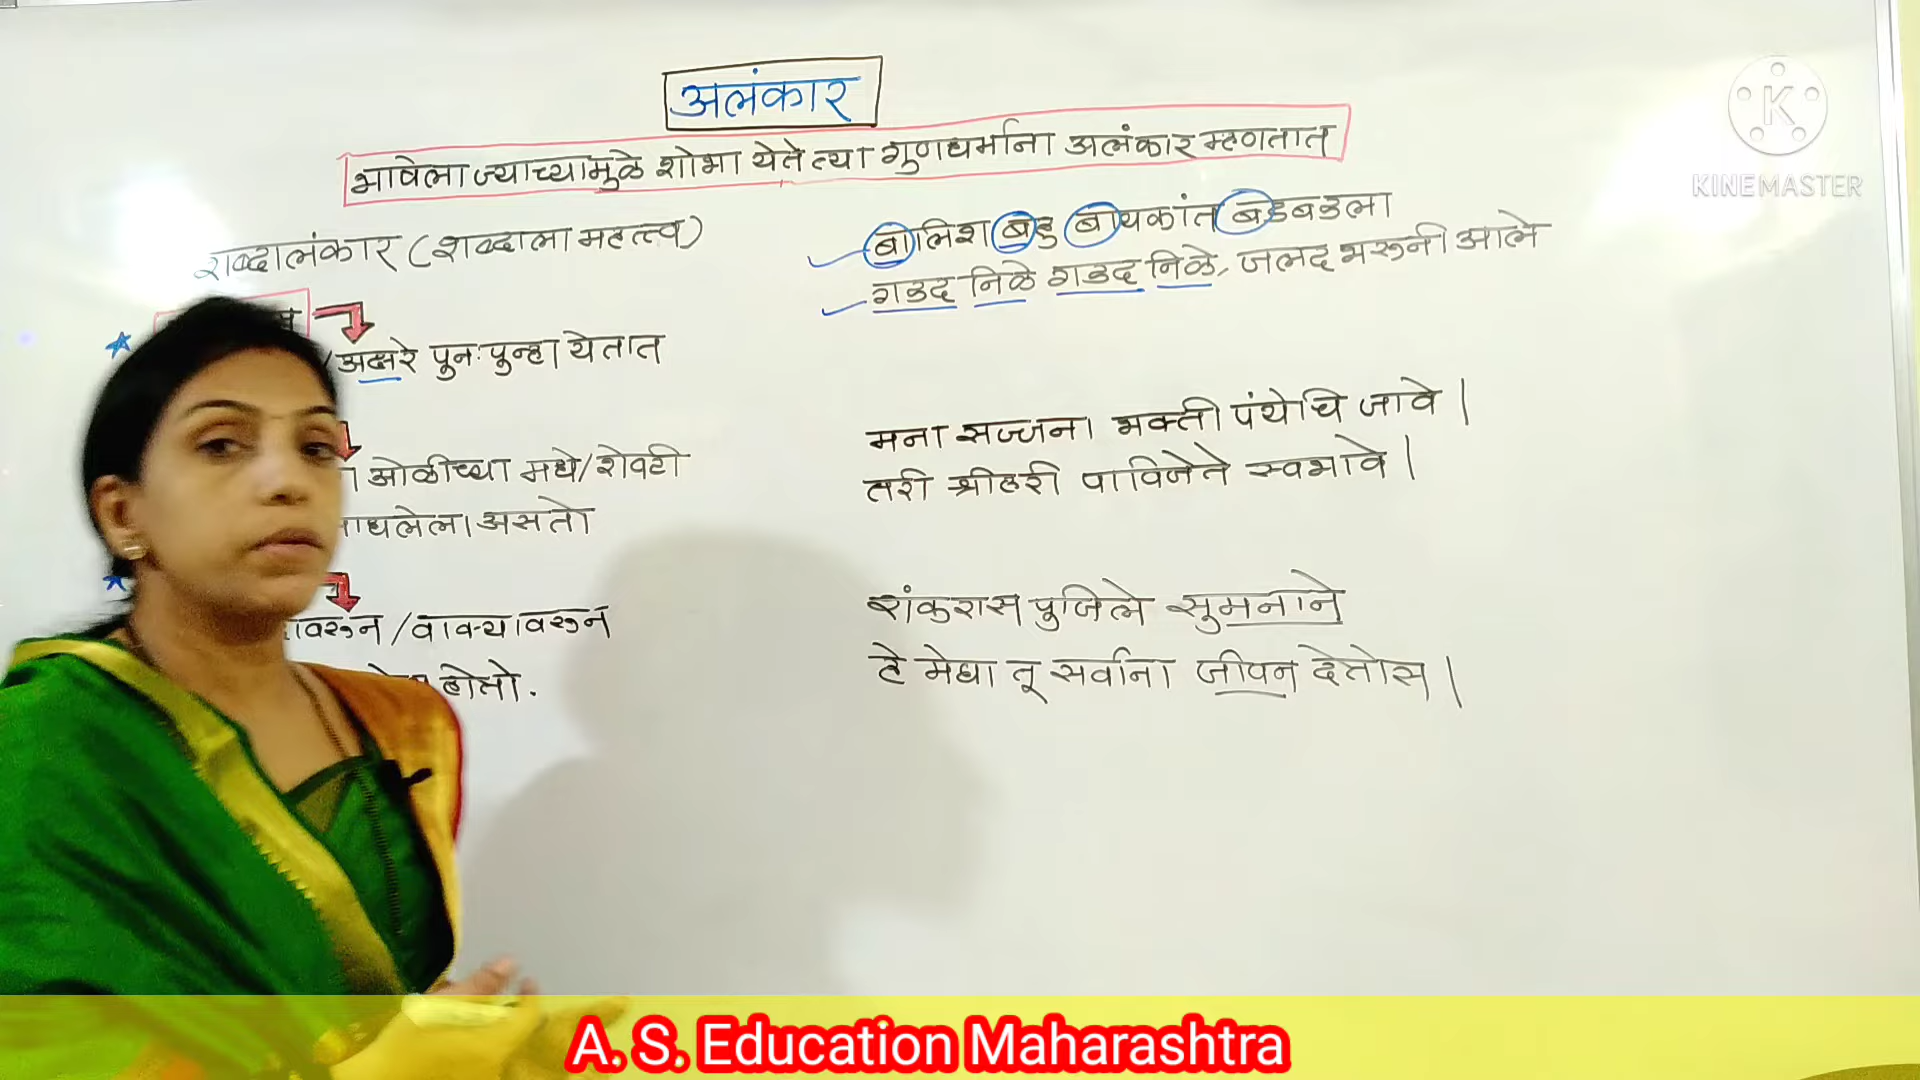 अलंकार
भाषेला ज्याच्यामुळे शोभा येते त्या गुणधर्माना अलंकार म्हणतात
शब्दालंकार (शब्दाला महत्त्व)
अक्षरे पुनःपुन्हा येतात
ओळीच्या मधे/शेवटी
साधलेला असतो
वरून/वाक्यावरून
होतो.
बालिश बहु बायकांत बडबडला
गडद निळे गडद निळे, जलद भरूनी आले
मना सज्जना भक्ती पंथेचि जावे|
तरी श्रीहरी पाविजेते स्वभावे|
शंकरास पुजिले सुमनाने
हे मेघा तू सर्वाना जीवन देतोस|
KINEMASTER
A. S. Education Maharashtra